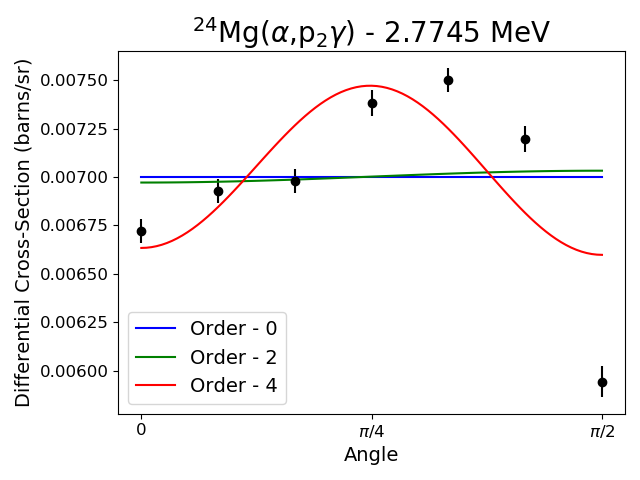 ²⁴Mg(α,p₂γ) - 2.7745 MeV
Differential Cross-Section (barns/sr)
0.00750
0.00725
0.00700
0.00675
0.00650
0.00625
0.00600
Order - 0
Order - 2
Order - 4
0 π/4 π/2
Angle